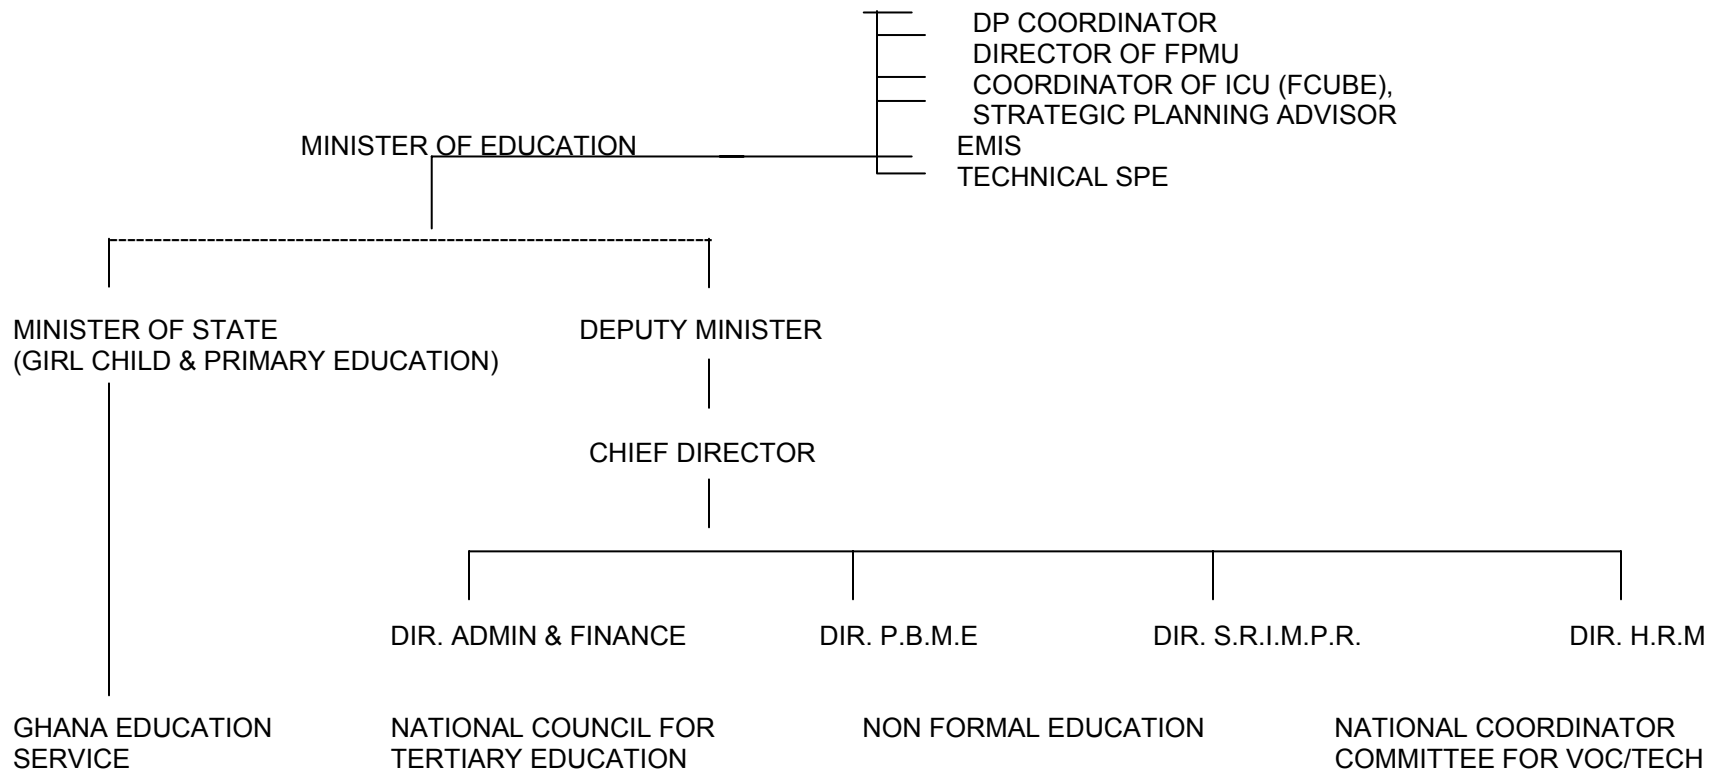 DP COORDINATOR
DIRECTOR OF FPMU
COORDINATOR OF ICU (FCUBE),
STRATEGIC PLANNING ADVISOR
MINISTER OF EDUCATION
EMIS
TECHNICAL SPE
MINISTER OF STATE
(GIRL CHILD & PRIMARY EDUCATION)
DEPUTY MINISTER
CHIEF DIRECTOR
DIR. ADMIN & FINANCE
DIR. P.B.M.E
DIR. S.R.I.M.P.R.
DIR. H.R.M
GHANA EDUCATION
SERVICE
NATIONAL COUNCIL FOR
TERTIARY EDUCATION
NON FORMAL EDUCATION
NATIONAL COORDINATOR
COMMITTEE FOR VOC/TECH